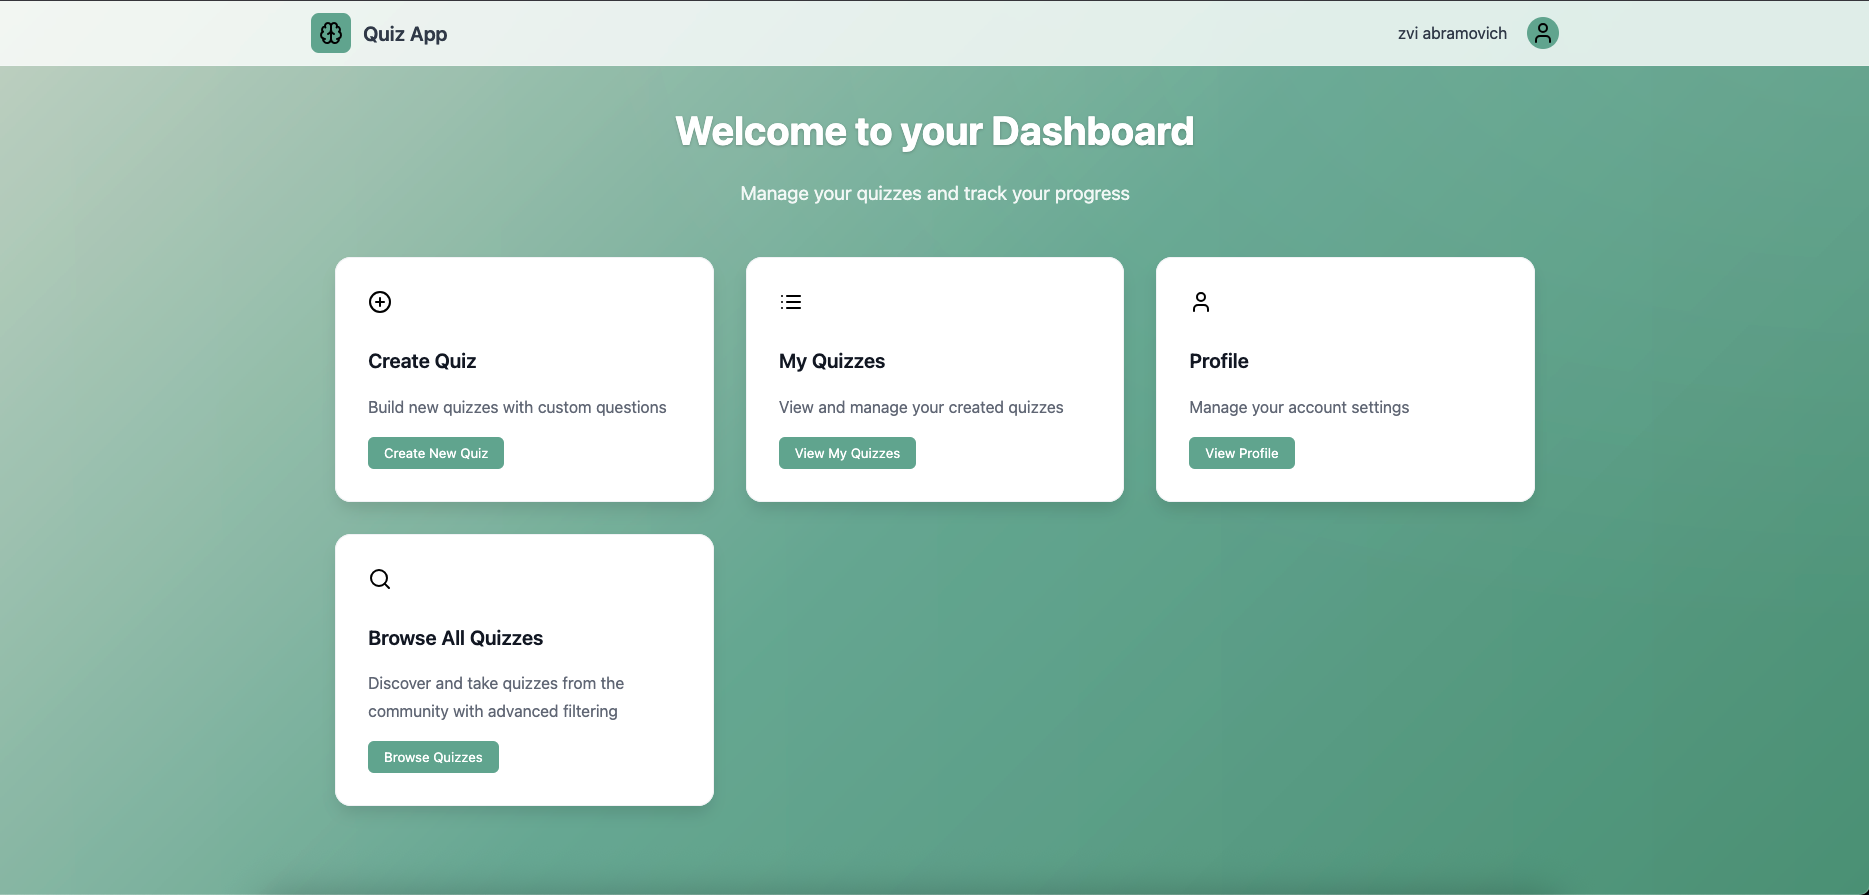 Quiz App
zvi abramovich
Welcome to your Dashboard
Manage your quizzes and track your progress
Create Quiz
Build new quizzes with custom questions
Create New Quiz
My Quizzes
View and manage your created quizzes
View My Quizzes
Profile
Manage your account settings
View Profile
Browse All Quizzes
Discover and take quizzes from the
community with advanced filtering
Browse Quizzes